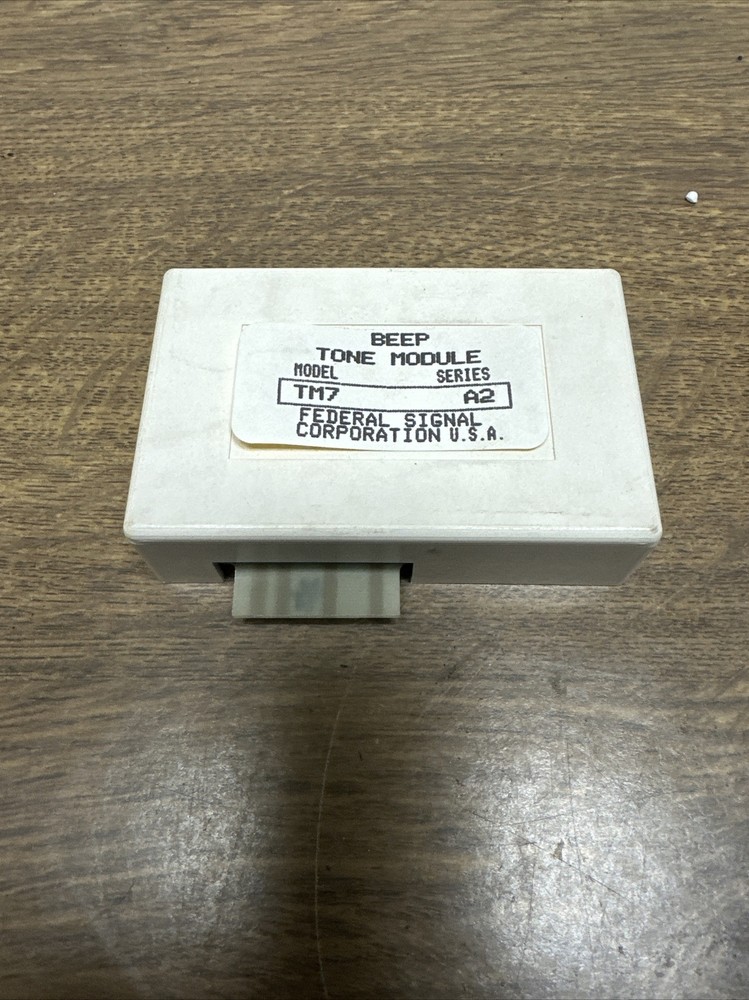 BEEP
TONE MODULE
MODEL SERIES
TM7 A2
FEDERAL SIGNAL
CORPORATION U.S.A.